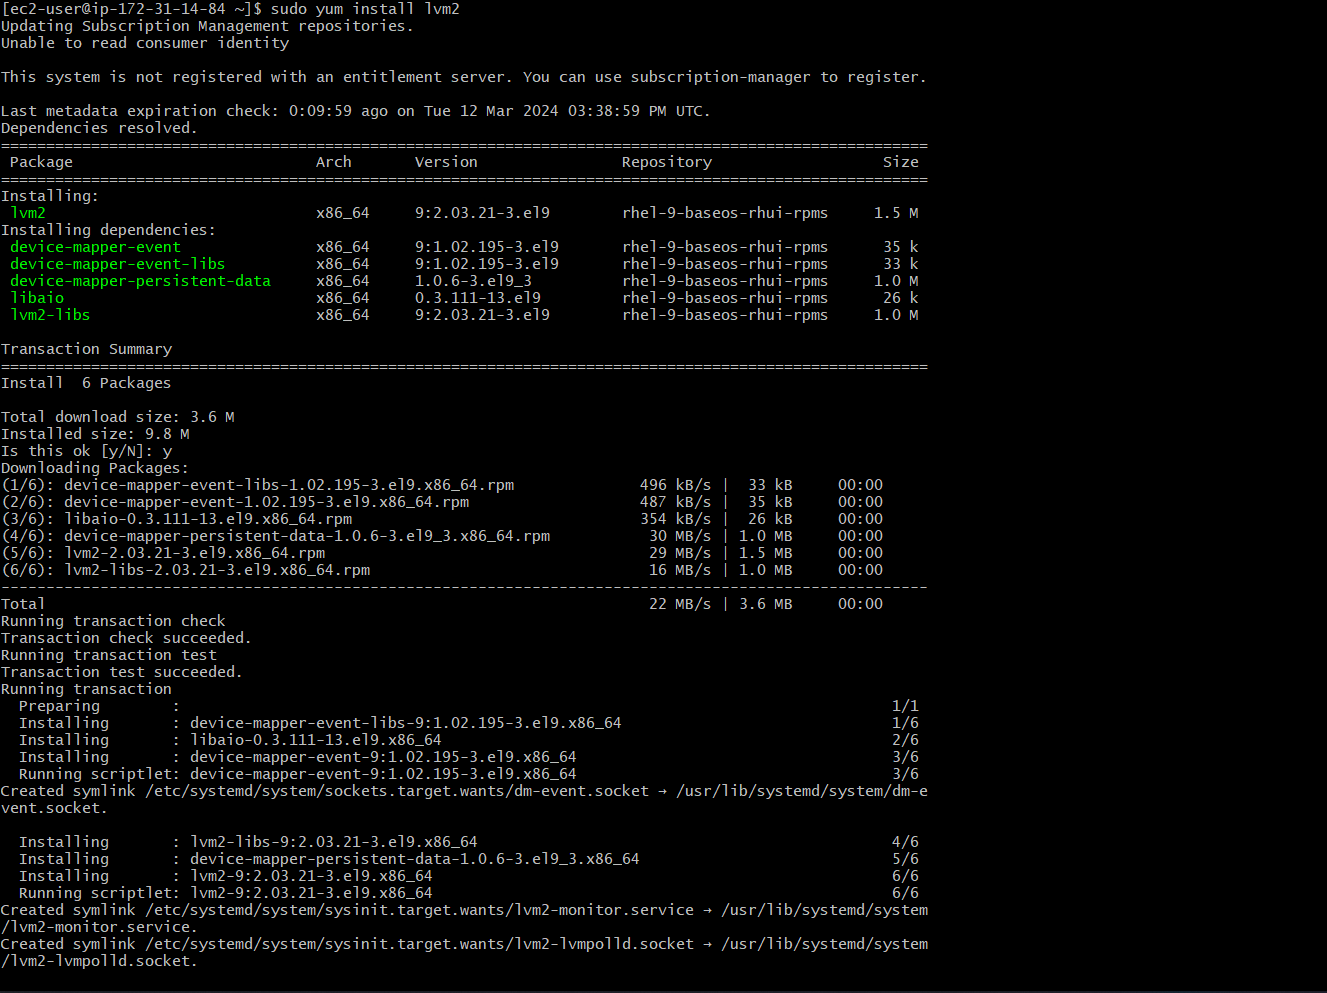 [ec2-user@ip-172-31-14-84 ~]$ sudo yum install lvm2
Updating Subscription Management repositories.
Unable to read consumer identity

This system is not registered with an entitlement server. You can use subscription-manager to register.

Last metadata expiration check: 0:09:59 ago on Tue 12 Mar 2024 03:38:59 PM UTC.
Dependencies resolved.
=======================================================================================================
 Package                           Arch       Version                Repository                   Size
=======================================================================================================
Installing:
 lvm2                              x86_64     9:2.03.21-3.el9        rhel-9-baseos-rhui-rpms     1.5 M
Installing dependencies:
 device-mapper-event               x86_64     9:1.02.195-3.el9       rhel-9-baseos-rhui-rpms      35 k
 device-mapper-event-libs          x86_64     9:1.02.195-3.el9       rhel-9-baseos-rhui-rpms      33 k
 device-mapper-persistent-data     x86_64     1.0.6-3.el9_3          rhel-9-baseos-rhui-rpms     1.0 M
 libaio                            x86_64     0.3.111-13.el9         rhel-9-baseos-rhui-rpms      26 k
 lvm2-libs                         x86_64     9:2.03.21-3.el9        rhel-9-baseos-rhui-rpms     1.0 M

Transaction Summary
=======================================================================================================
Install  6 Packages

Total download size: 3.6 M
Installed size: 9.8 M
Is this ok [y/N]: y
Downloading Packages:
(1/6): device-mapper-event-libs-1.02.195-3.el9.x86_64.rpm              496 kB/s |  33 kB     00:00
(2/6): device-mapper-event-1.02.195-3.el9.x86_64.rpm                   487 kB/s |  35 kB     00:00
(3/6): libaio-0.3.111-13.el9.x86_64.rpm                                354 kB/s |  26 kB     00:00
(4/6): device-mapper-persistent-data-1.0.6-3.el9_3.x86_64.rpm           30 MB/s | 1.0 MB     00:00
(5/6): lvm2-2.03.21-3.el9.x86_64.rpm                                    29 MB/s | 1.5 MB     00:00
(6/6): lvm2-libs-2.03.21-3.el9.x86_64.rpm                               16 MB/s | 1.0 MB     00:00
-------------------------------------------------------------------------------------------------------
Total                                                                   22 MB/s | 3.6 MB     00:00
Running transaction check
Transaction check succeeded.
Running transaction test
Transaction test succeeded.
Running transaction
  Preparing        :                                                                               1/1
  Installing       : device-mapper-event-libs-9:1.02.195-3.el9.x86_64                              1/6
  Installing       : libaio-0.3.111-13.el9.x86_64                                                  2/6
  Installing       : device-mapper-event-9:1.02.195-3.el9.x86_64                                   3/6
  Running scriptlet: device-mapper-event-9:1.02.195-3.el9.x86_64                                   3/6
Created symlink /etc/systemd/system/sockets.target.wants/dm-event.socket → /usr/lib/systemd/system/dm-e
vent.socket.

  Installing       : lvm2-libs-9:2.03.21-3.el9.x86_64                                              4/6
  Installing       : device-mapper-persistent-data-1.0.6-3.el9_3.x86_64                            5/6
  Installing       : lvm2-9:2.03.21-3.el9.x86_64                                                   6/6
  Running scriptlet: lvm2-9:2.03.21-3.el9.x86_64                                                   6/6
Created symlink /etc/systemd/system/sysinit.target.wants/lvm2-monitor.service → /usr/lib/systemd/system
/lvm2-monitor.service.
Created symlink /etc/systemd/system/sysinit.target.wants/lvm2-lvmpolld.socket → /usr/lib/systemd/system
/lvm2-lvmpolld.socket.